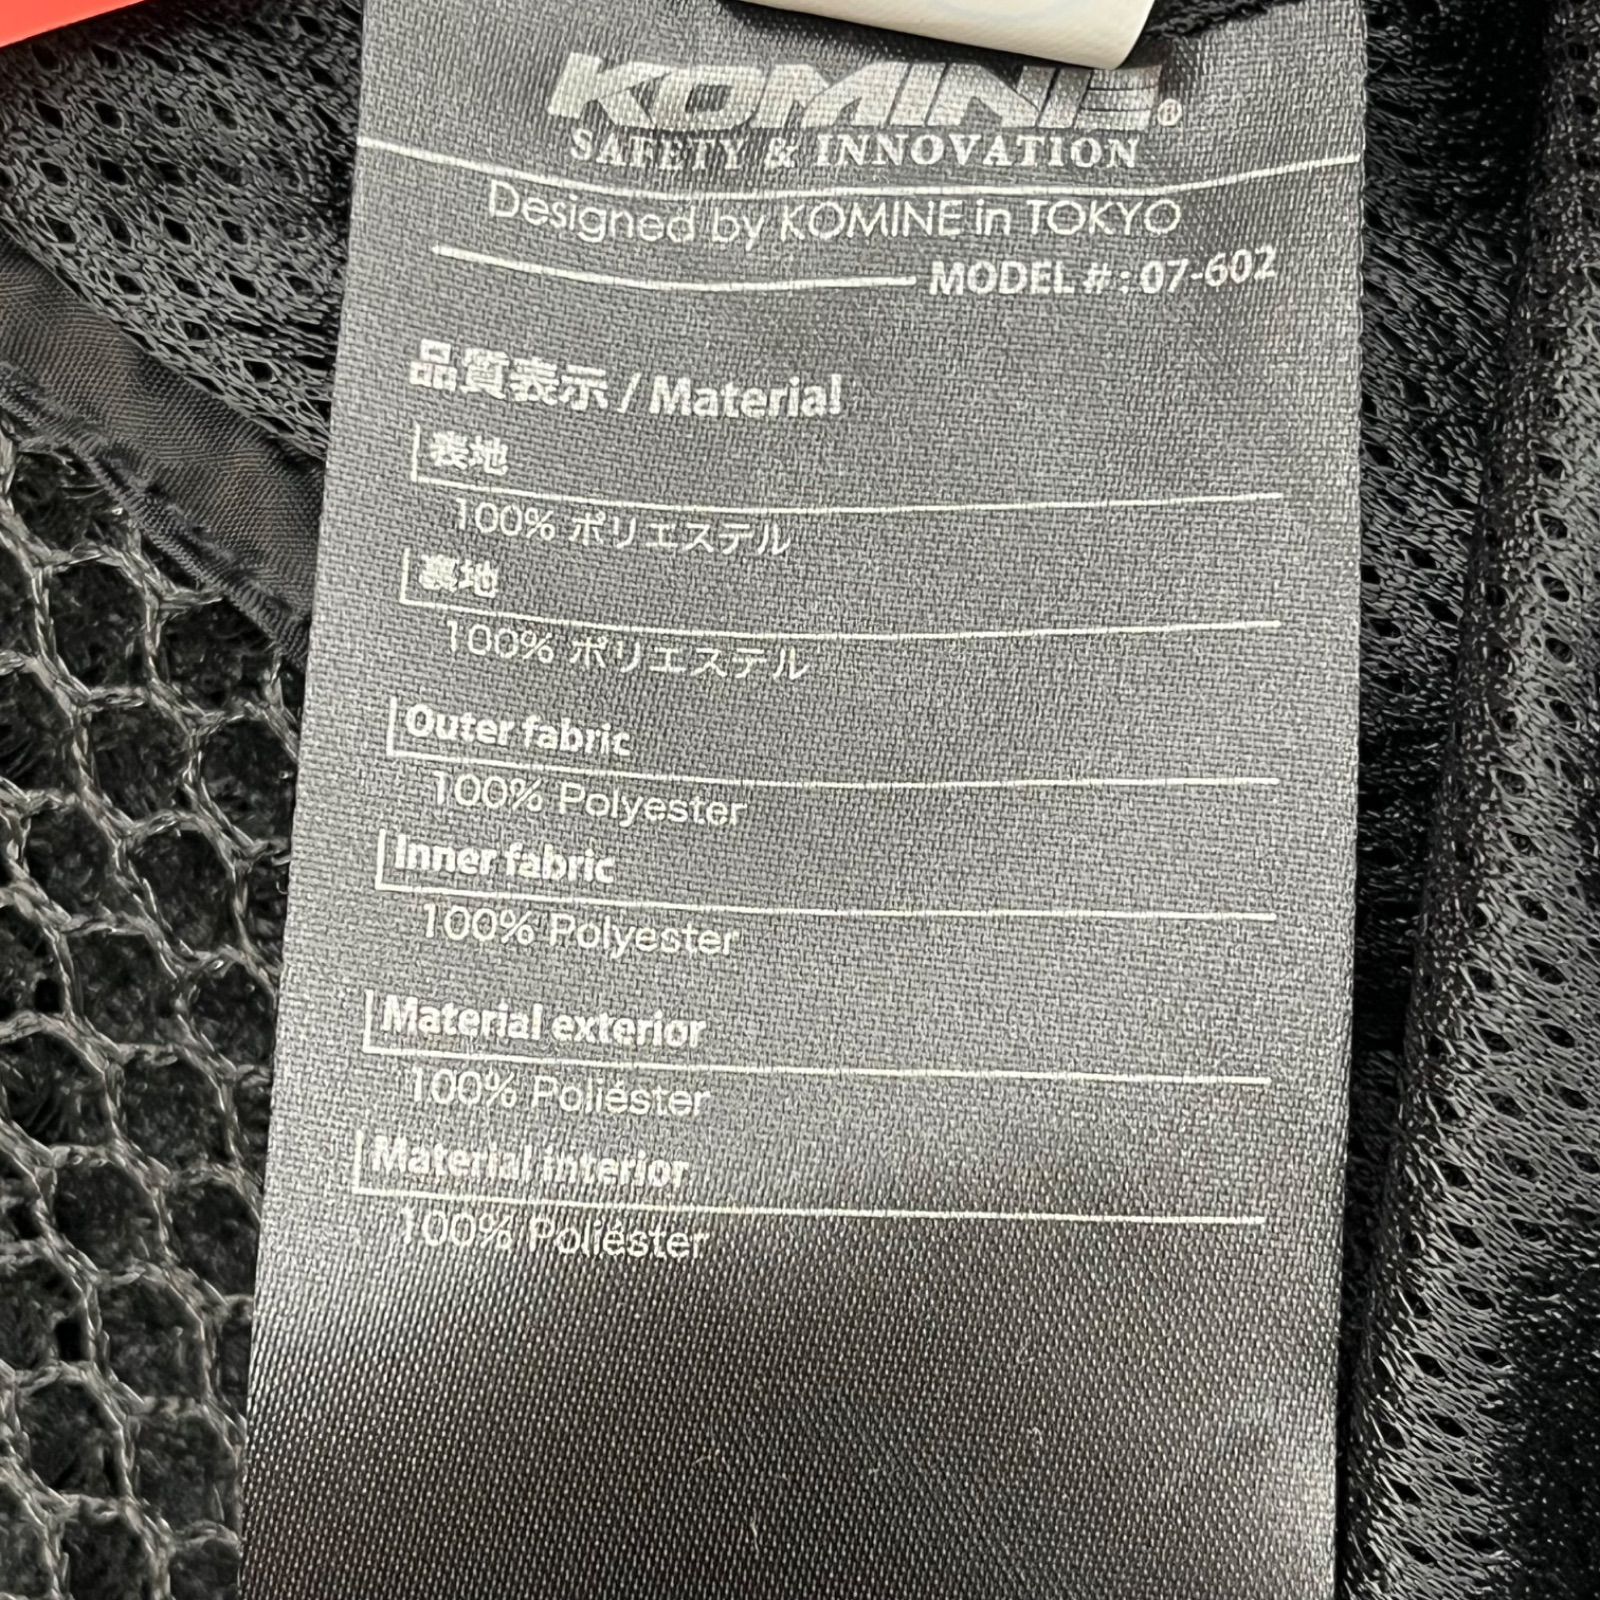 KOMINE®
SAFETY & INNOVATION
Designed by KOMINE in TOKYO
MODEL # : 07-602
品質表示 / Material
表地
100% ポリエステル
裏地
100% ポリエステル
Outer fabric
100% Polyester
Inner fabric
100% Polyester
Material exterior
100% Poliéster
Material interior
100% Poliéster